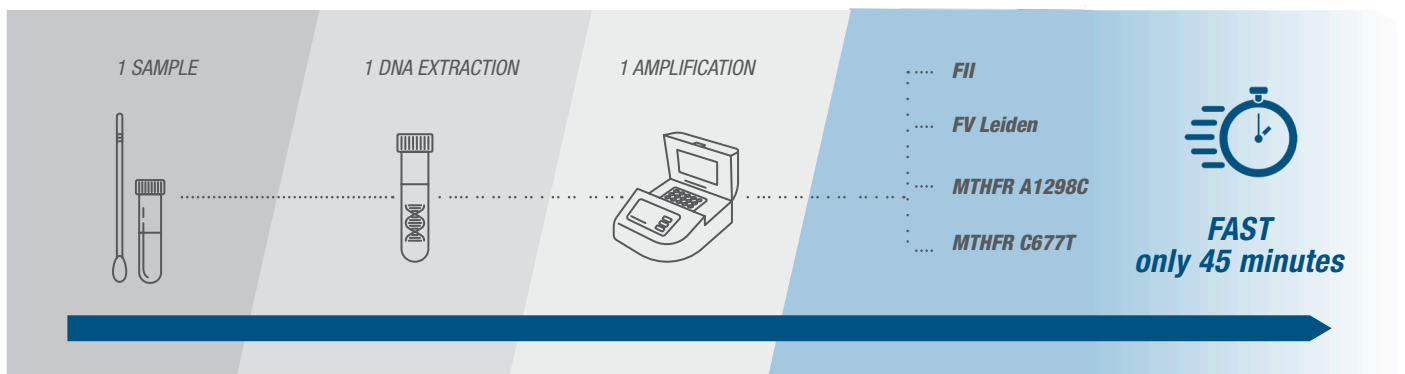 1 SAMPLE
1 DNA EXTRACTION
1 AMPLIFICATION
FII
FV Leiden
MTHFR A1298C
MTHFR C677T
FAST
only 45 minutes